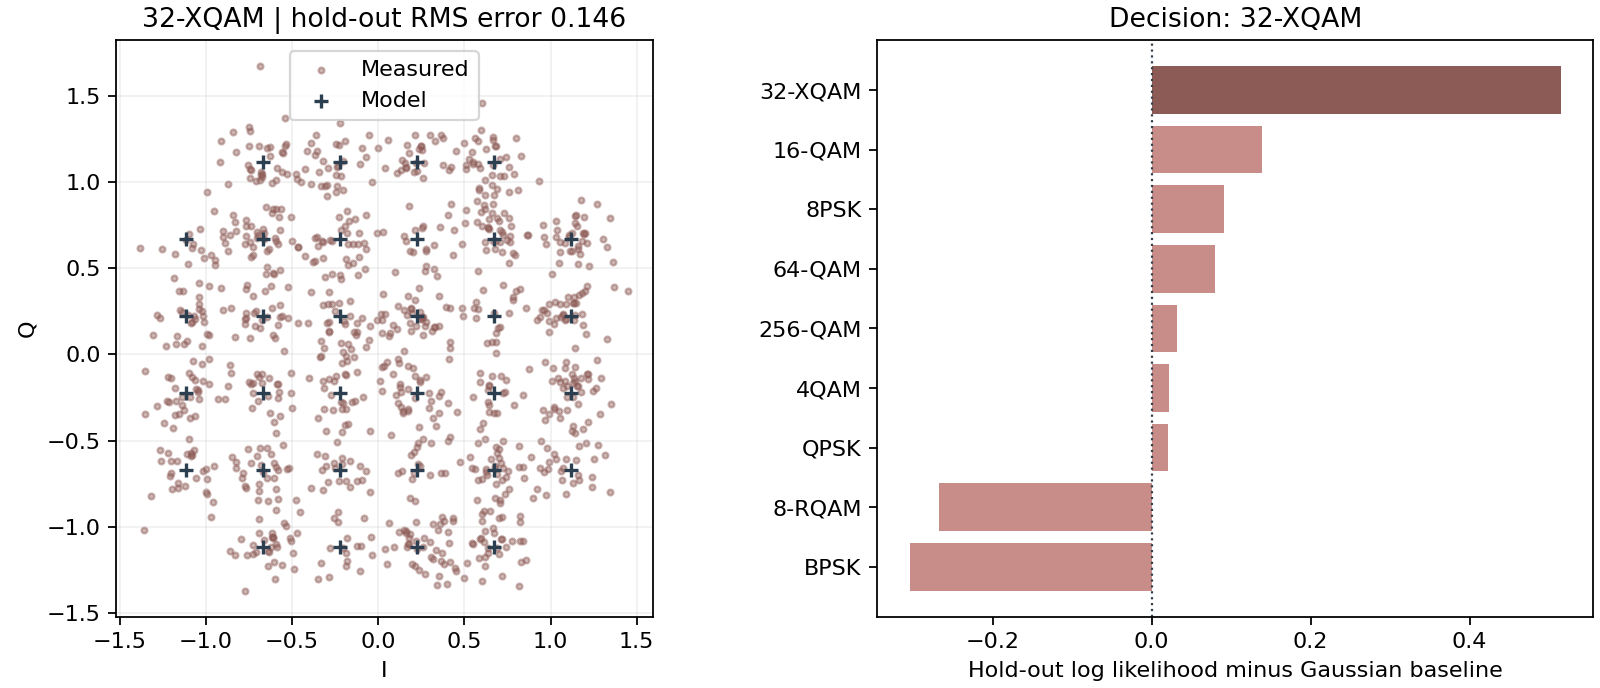 32-XQAM | hold-out RMS error 0.146
Measured
Model
1.5
1.0
0.5
0.0
−0.5
−1.0
−1.5
−1.5 −1.0 −0.5 0.0 0.5 1.0 1.5
Q
I
Decision: 32-XQAM
32-XQAM
16-QAM
8PSK
64-QAM
256-QAM
4QAM
QPSK
8-RQAM
BPSK
−0.2 0.0 0.2 0.4
Hold-out log likelihood minus Gaussian baseline